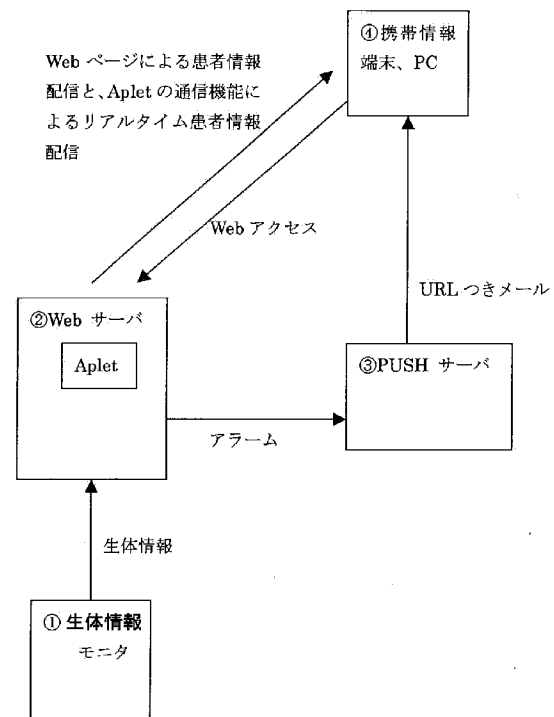 Web ページによる患者情報
配信と、Aplet の通信機能に
よるリアルタイム患者情報
配信
④携帯情報
端末、PC
Web アクセス
URL つきメール
②Web サーバ
Aplet
③PUSH サーバ
アラーム
生体情報
① 生体情報
モニタ